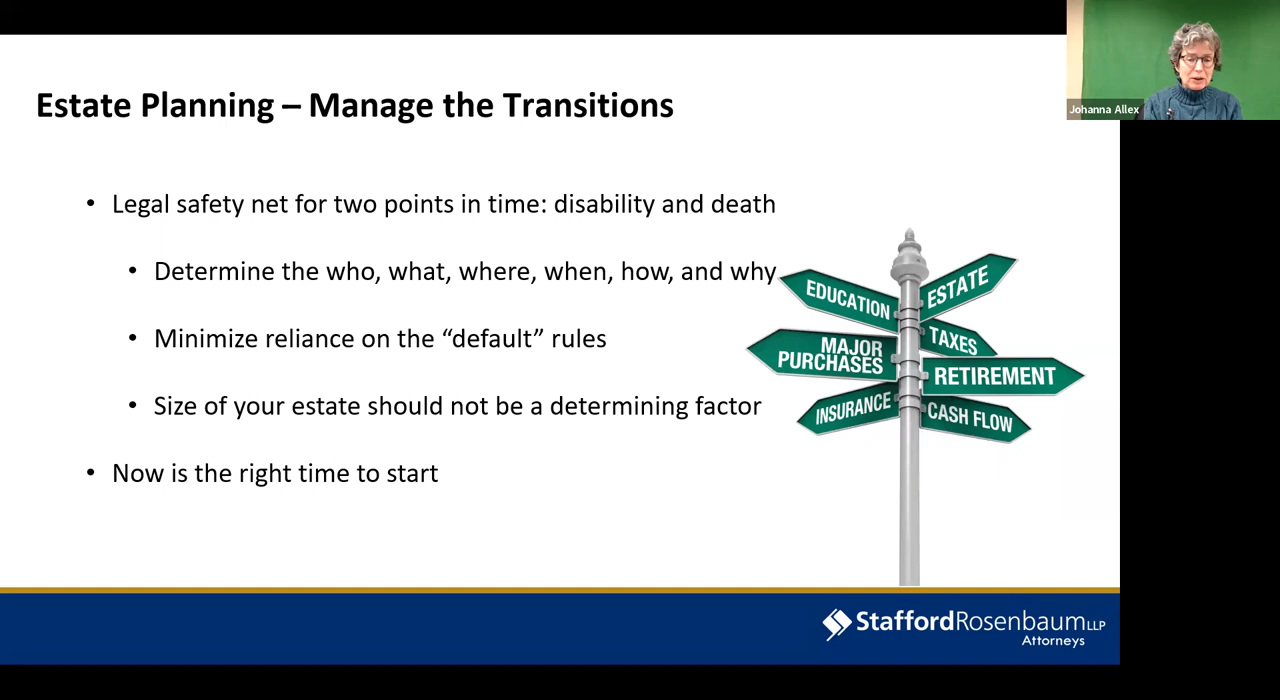 Estate Planning – Manage the Transitions
Johanna Allex
• Legal safety net for two points in time: disability and death
• Determine the who, what, where, when, how, and why
• Minimize reliance on the “default” rules
• Size of your estate should not be a determining factor
• Now is the right time to start
EDUCATION
ESTATE
TAXES
MAJOR
PURCHASES
RETIREMENT
INSURANCE
CASH FLOW
StaffordRosenbaumLLP
Attorneys